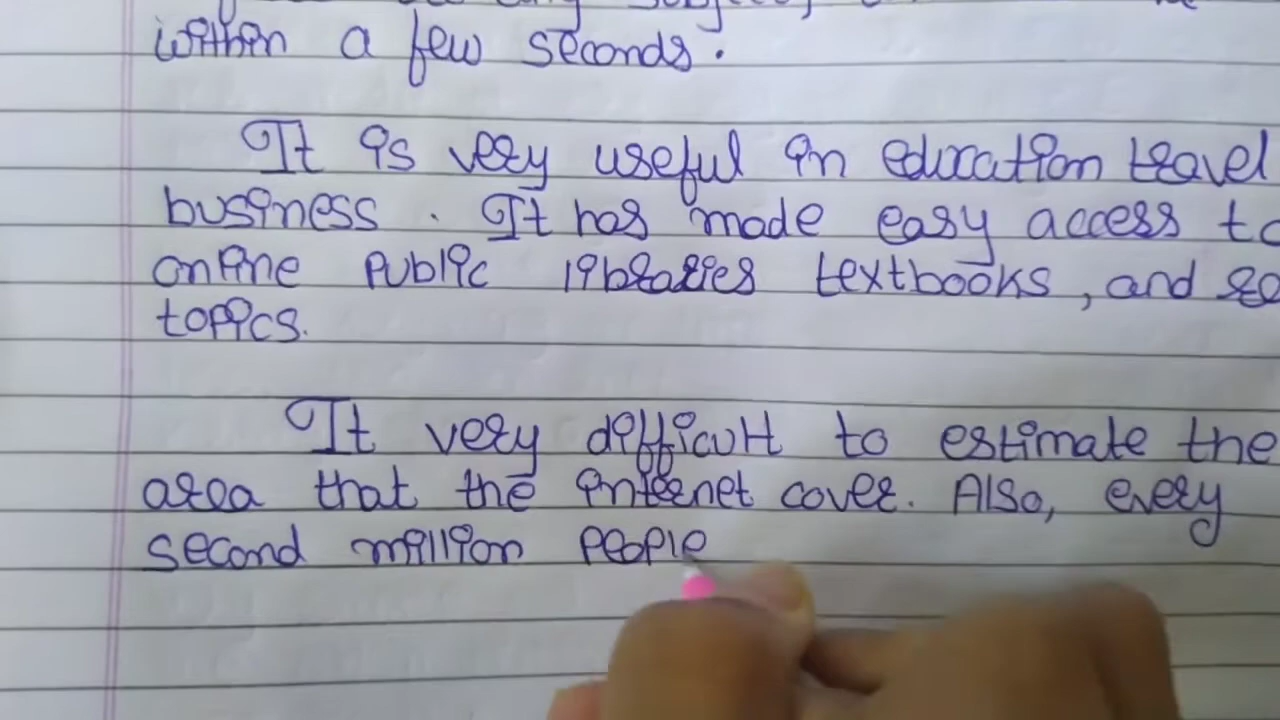 within a few seconds.
It is very useful in education travel
business. It has made easy access to
online public libraries textbooks, and
topics.
It very difficult to estimate the
area that the internet cover. Also, every
second million people